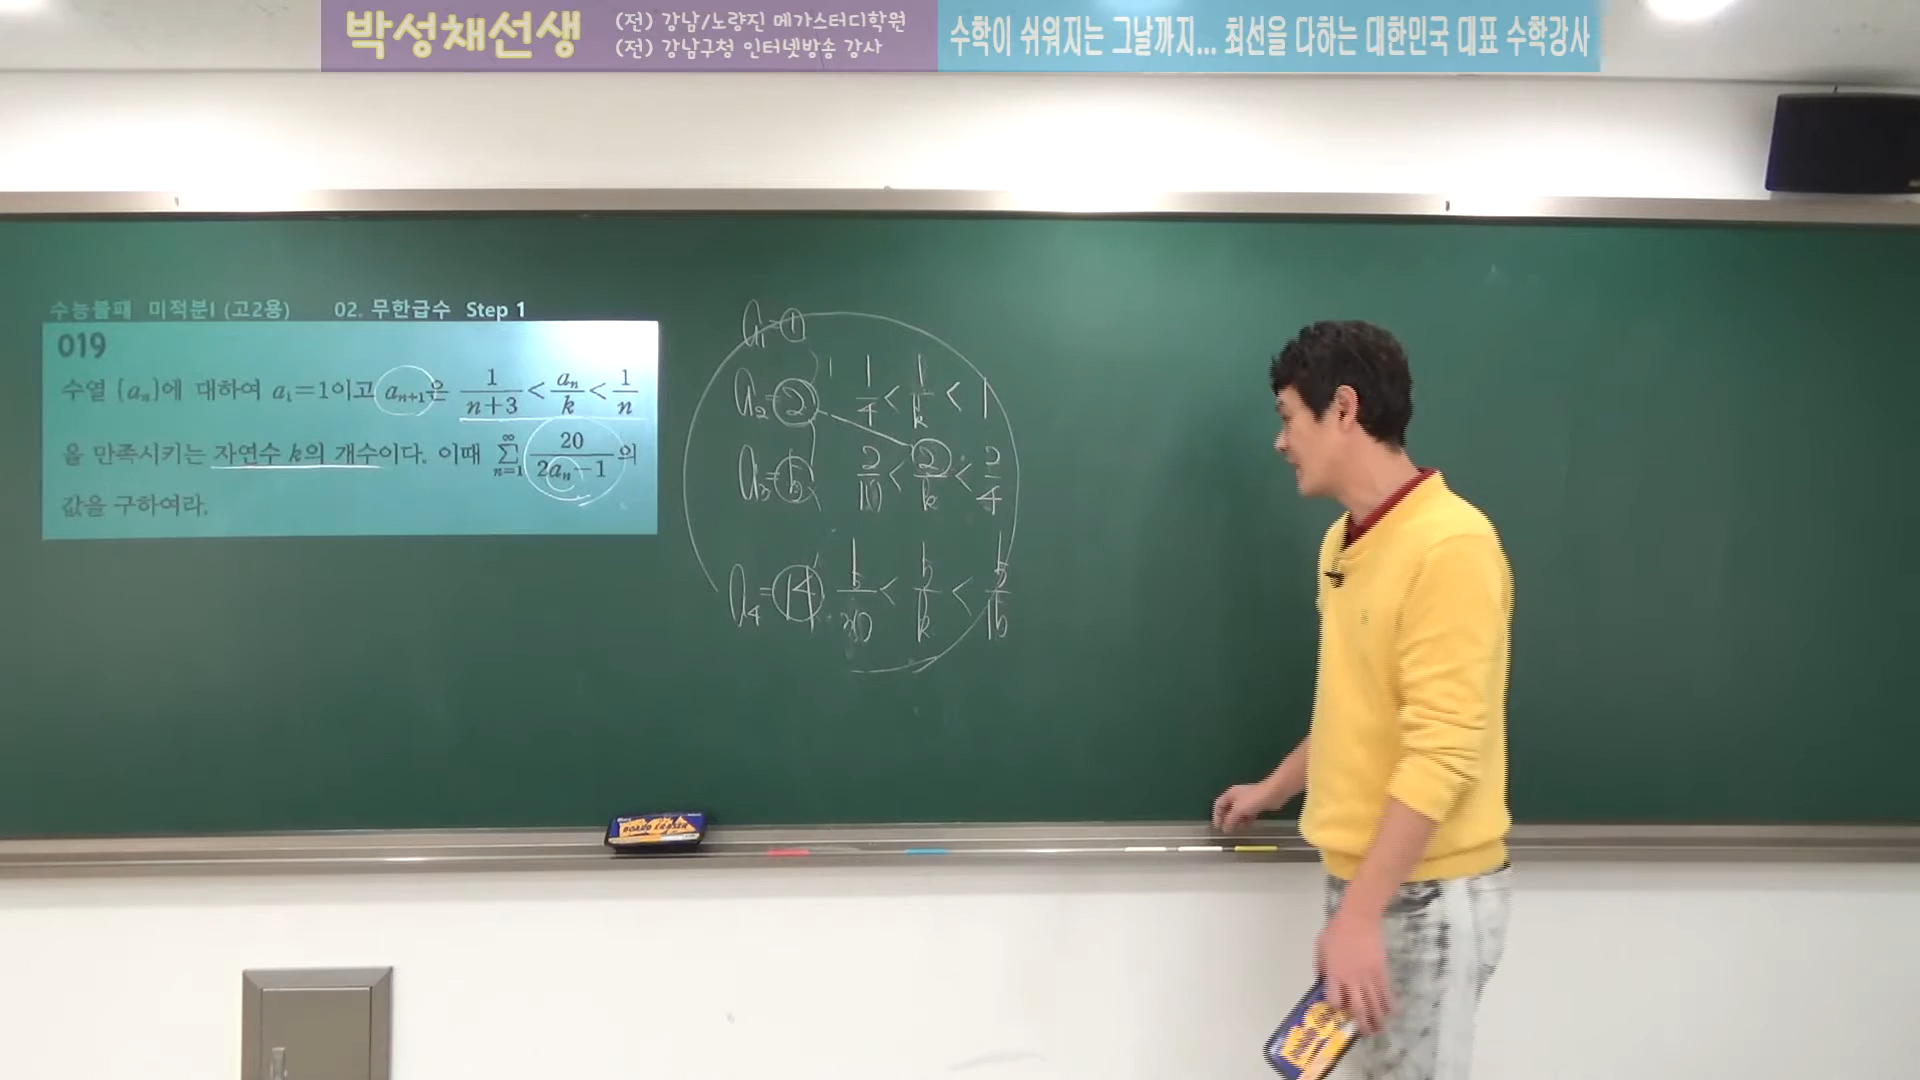 박성채선생
(전) 강남/노량진 메가스터디학원
(전) 강남구청 인터넷방송 강사
수학이 쉬워지는 그날까지... 최선을 다하는 대한민국 대표 수학강사
수능불패 미적분I (고2용) 02. 무한급수 Step 1
019
수열 {aₙ}에 대하여 a₁=1이고 aₙ₊₁은 1/(n+3) < aₙ/k < 1/n
을 만족시키는 자연수 k의 개수이다. 이때 ∑_{n=1}^{∞} 20/(2aₙ-1)의
값을 구하여라.
a₁=1
a₂=2 1 1/4 < 1/k < 1
a₃=5 2/10 < 2/k < 2/4
a₄=14 5/30 < 5/k < 5/15
BOARD ERASER